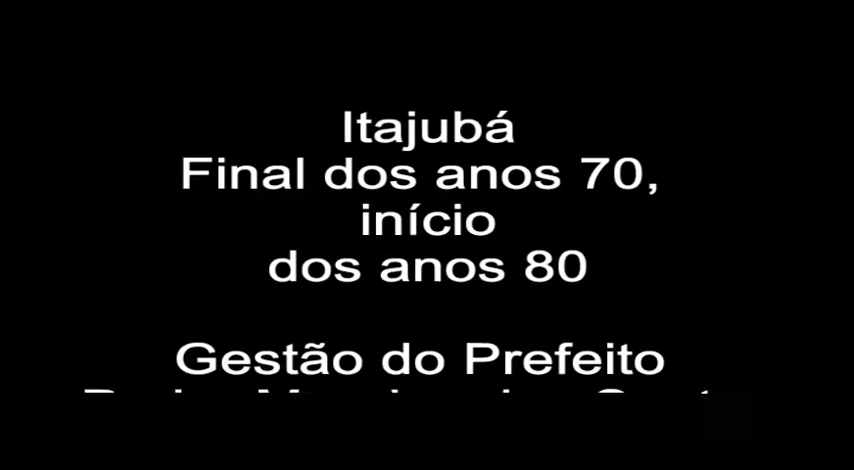 Itajubá
Final dos anos 70,
início
dos anos 80
Gestão do Prefeito